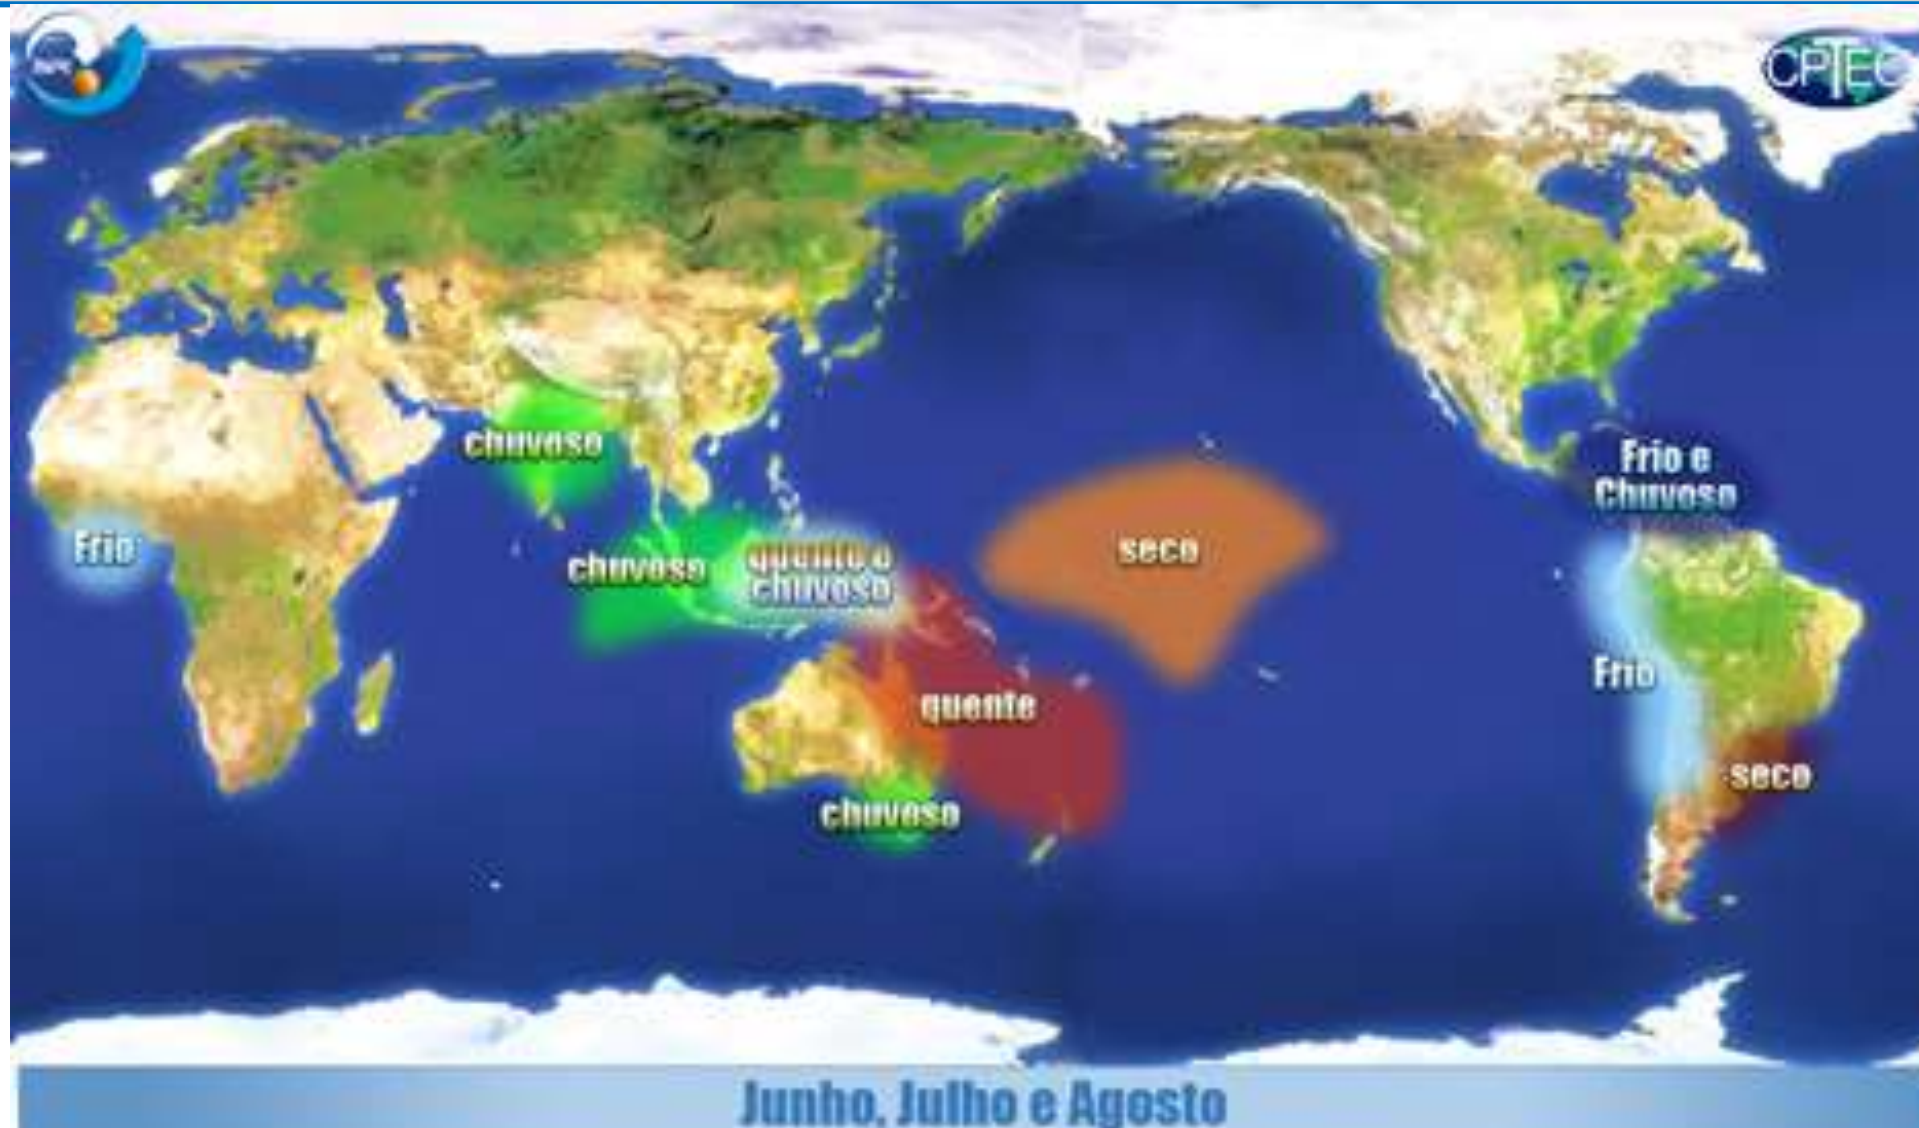 CPTEC
Frio e
Chuvoso
chuvoso
Frio
chuvoso
quente e
chuvoso
seco
Frio
quente
seco
chuvoso
Junho, Julho e Agosto